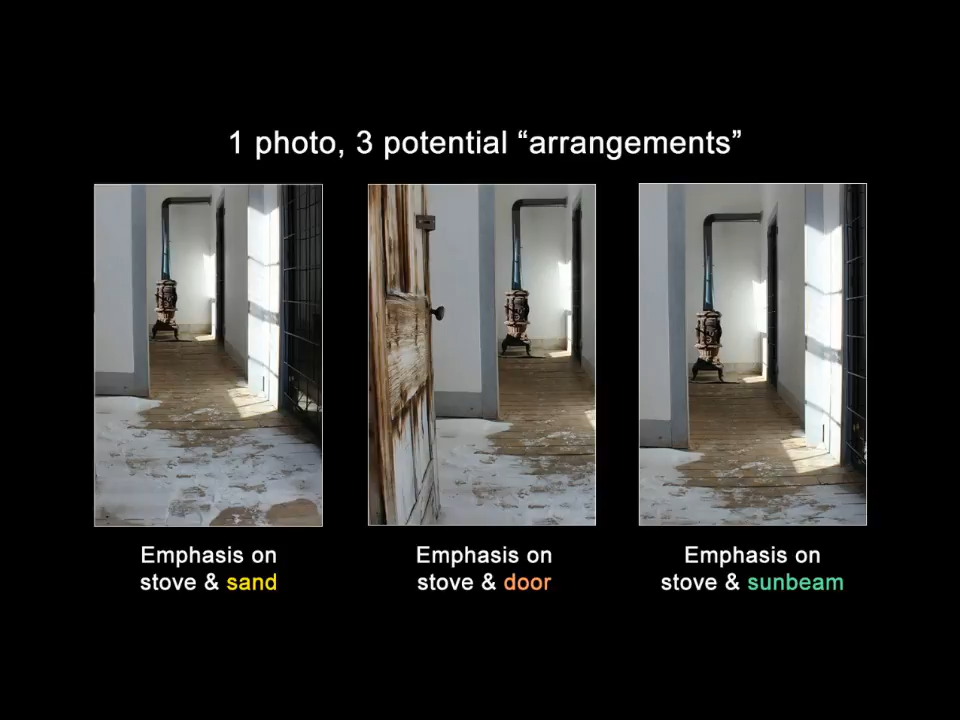 1 photo, 3 potential “arrangements”
Emphasis on
stove & sand
Emphasis on
stove & door
Emphasis on
stove & sunbeam